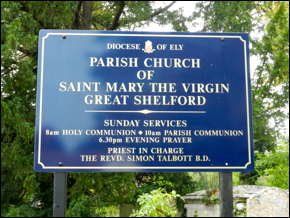 DIOCESE OF ELY
PARISH CHURCH
OF
SAINT MARY THE VIRGIN
GREAT SHELFORD
SUNDAY SERVICES
8am HOLY COMMUNION ◆ 10am PARISH COMMUNION
6.30pm EVENING PRAYER
PRIEST IN CHARGE
THE REVD. SIMON TALBOTT B.D.